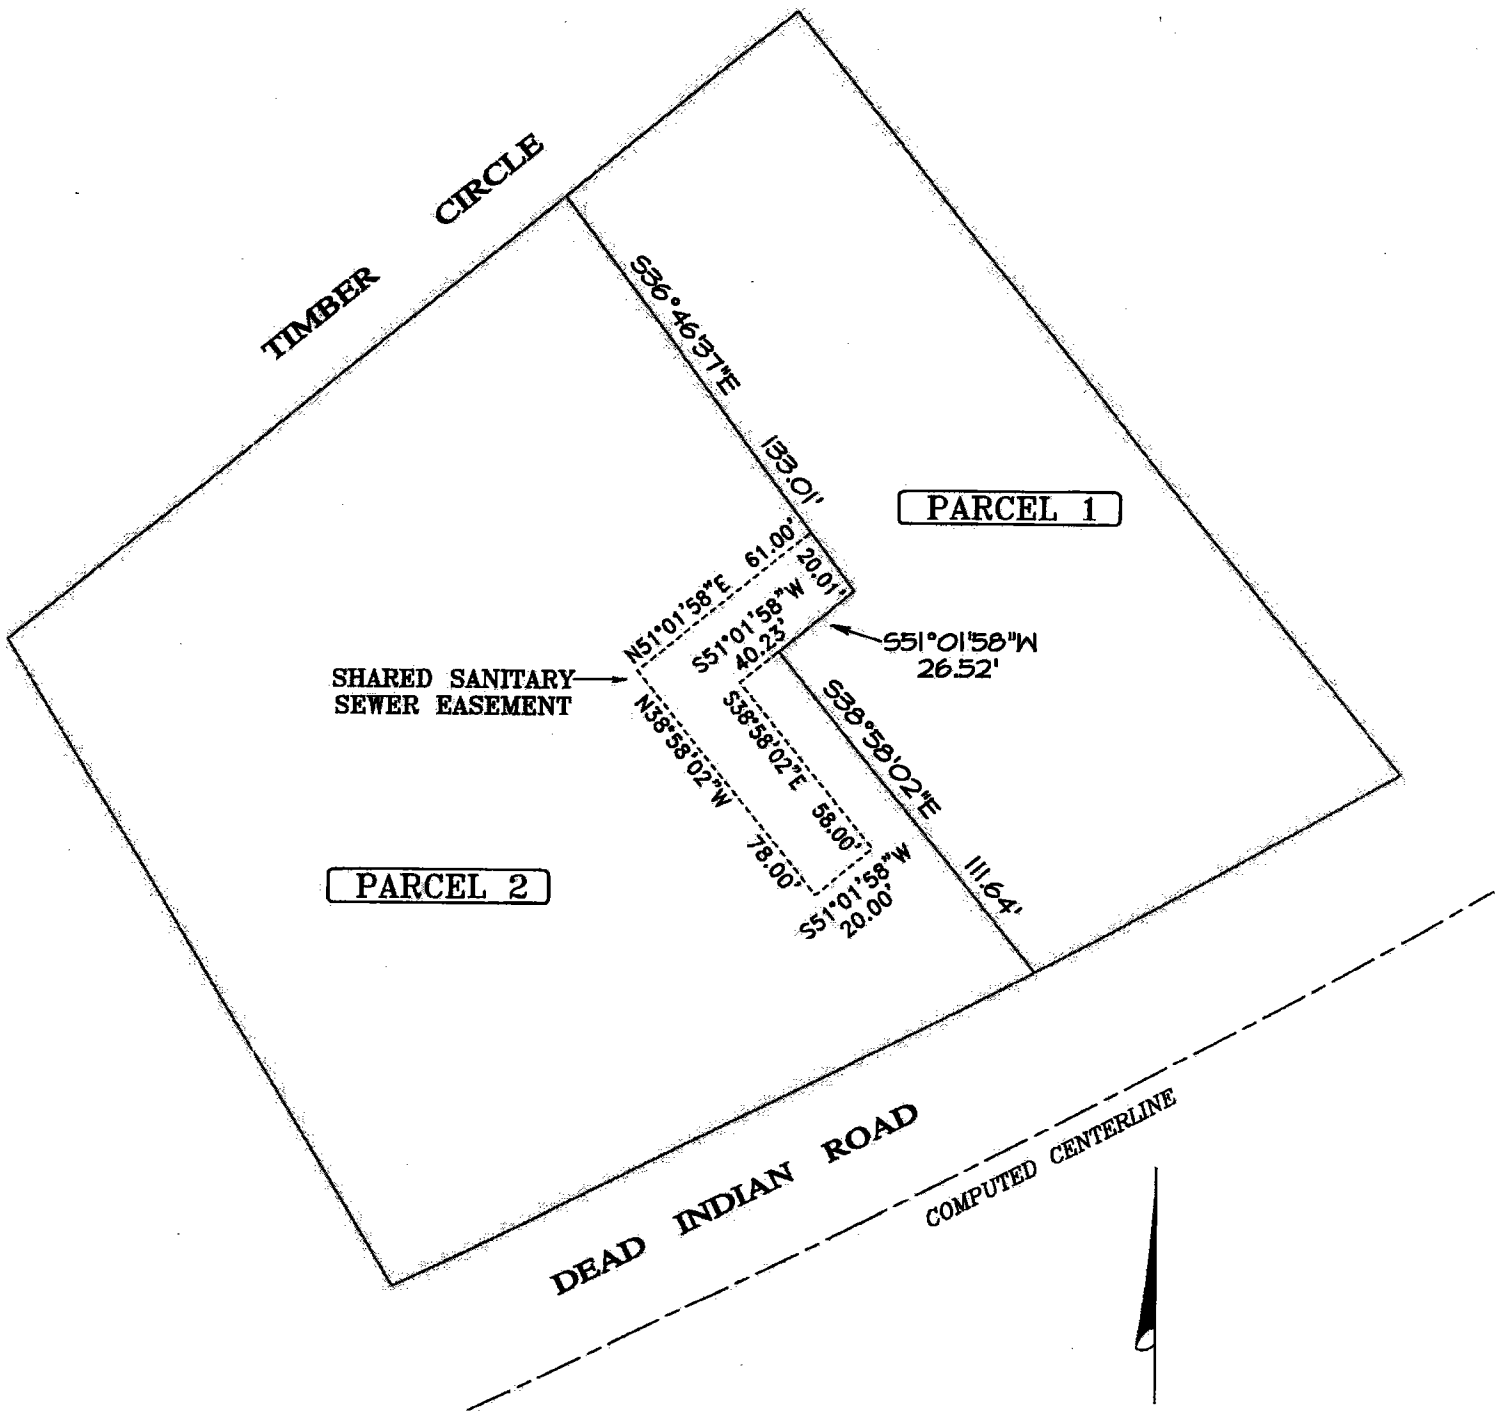 TIMBER CIRCLE
S36°46'37"E 133.01'
PARCEL 1
N51°01'58"E 61.00'
20.01'
S51°01'58"W
40.23'
S51°01'58"W
26.52'
SHARED SANITARY
SEWER EASEMENT
N38°58'02"W 78.00'
S38°58'02"E 58.00'
S38°58'02"E 111.64'
S51°01'58"W
20.00'
PARCEL 2
DEAD INDIAN ROAD
COMPUTED CENTERLINE